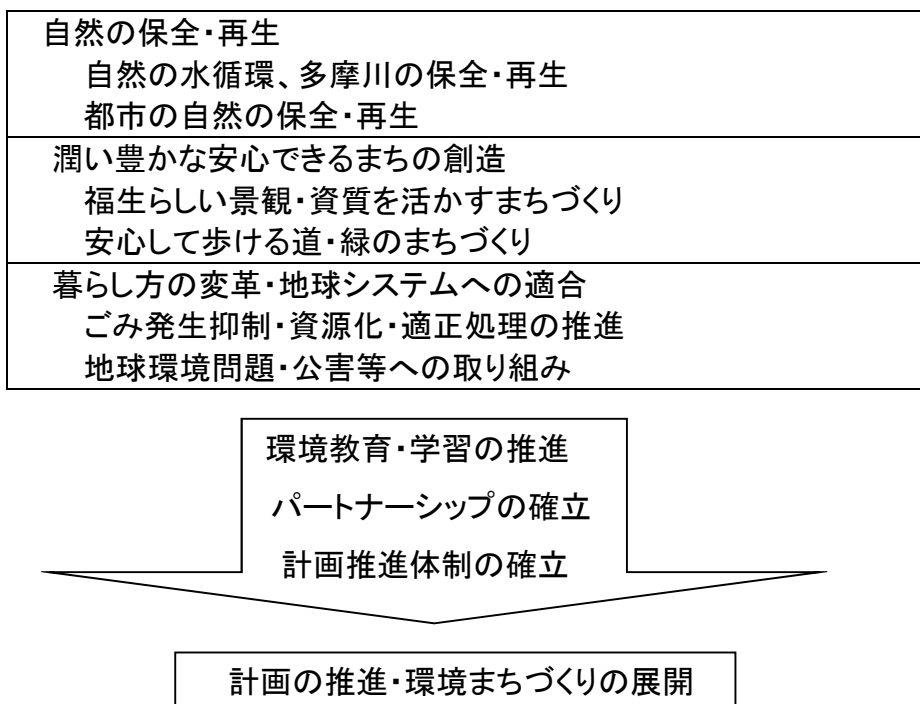 自然の保全・再生
自然の水循環、多摩川の保全・再生
都市の自然の保全・再生
潤い豊かな安心できるまちの創造
福生らしい景観・資質を活かすまちづくり
安心して歩ける道・緑のまちづくり
暮らし方の変革・地球システムへの適合
ごみ発生抑制・資源化・適正処理の推進
地球環境問題・公害等への取り組み
環境教育・学習の推進
パートナーシップの確立
計画推進体制の確立
計画の推進・環境まちづくりの展開